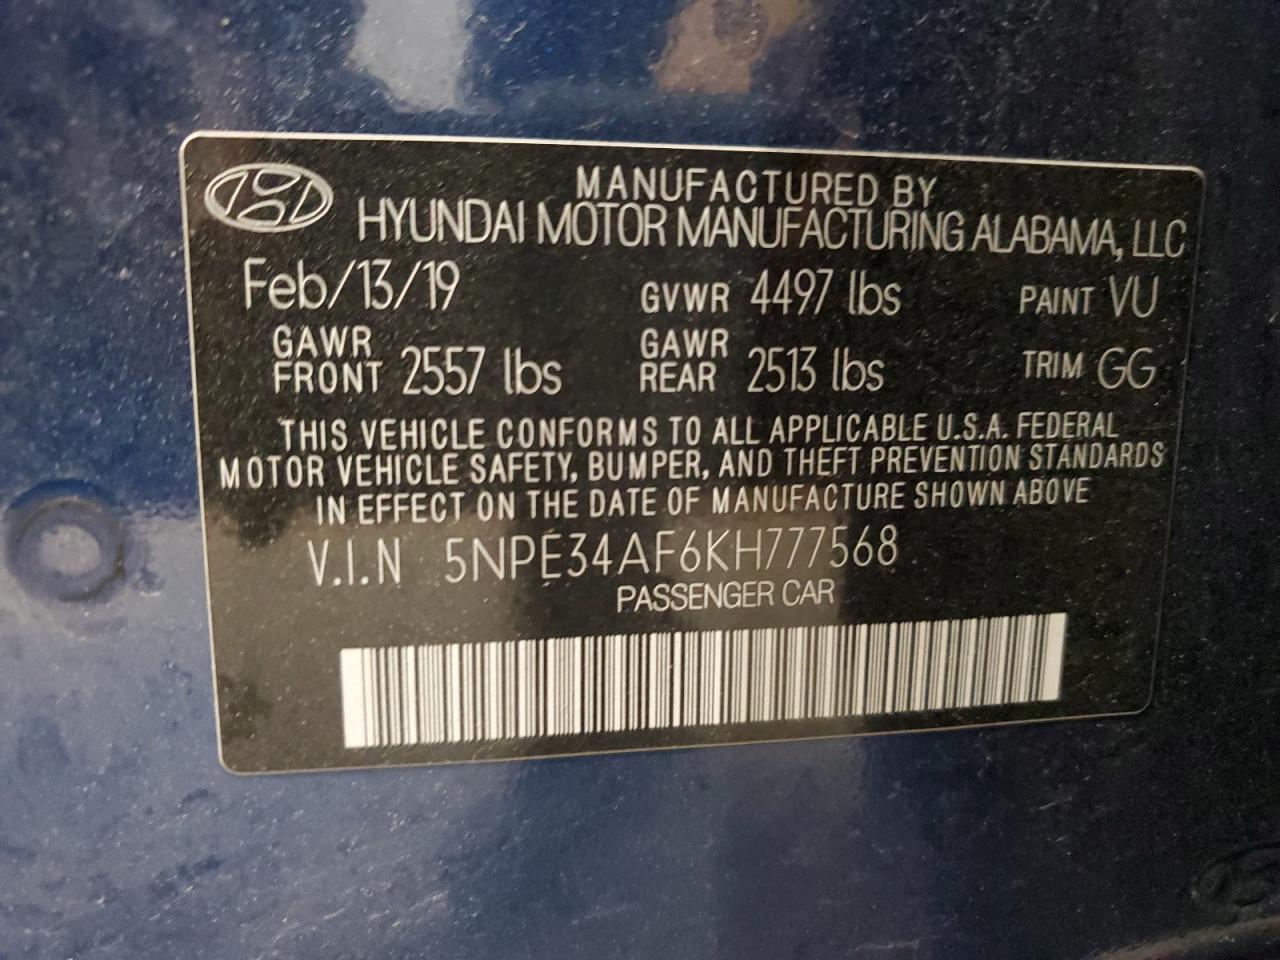 MANUFACTURED BY
HYUNDAI MOTOR MANUFACTURING ALABAMA, LLC
Feb/13/19 GVWR 4497 lbs PAINT VU
GAWR FRONT 2557 lbs GAWR REAR 2513 lbs TRIM GG
THIS VEHICLE CONFORMS TO ALL APPLICABLE U.S.A. FEDERAL
MOTOR VEHICLE SAFETY, BUMPER, AND THEFT PREVENTION STANDARDS
IN EFFECT ON THE DATE OF MANUFACTURE SHOWN ABOVE
V.I.N 5NPE34AF6KH777568
PASSENGER CAR